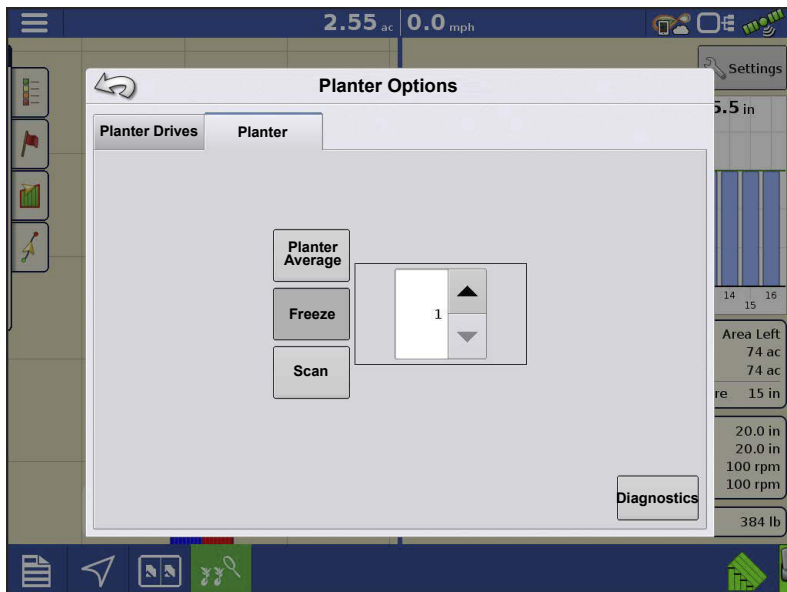 2.55 ac 0.0 mph
Settings
Planter Options
5.5 in
Planter Drives Planter
Planter
Average
Freeze
1
Scan
14 16
15
Area Left
74 ac
74 ac
re 15 in
20.0 in
20.0 in
100 rpm
100 rpm
Diagnostics
384 lb